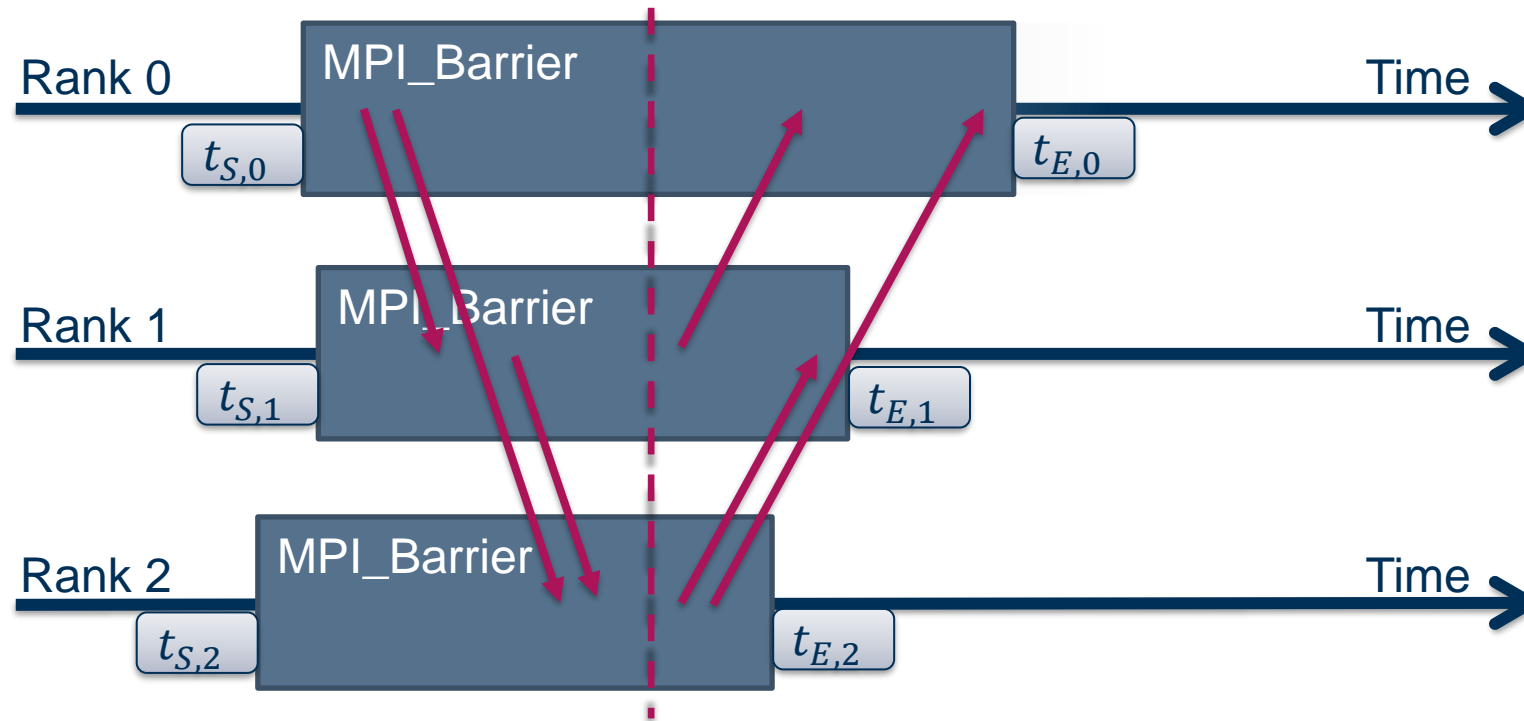 MPI_Barrier
Rank 0
Time
t_{S,0}
t_{E,0}
MPI_Barrier
Rank 1
Time
t_{S,1}
t_{E,1}
MPI_Barrier
Rank 2
Time
t_{S,2}
t_{E,2}